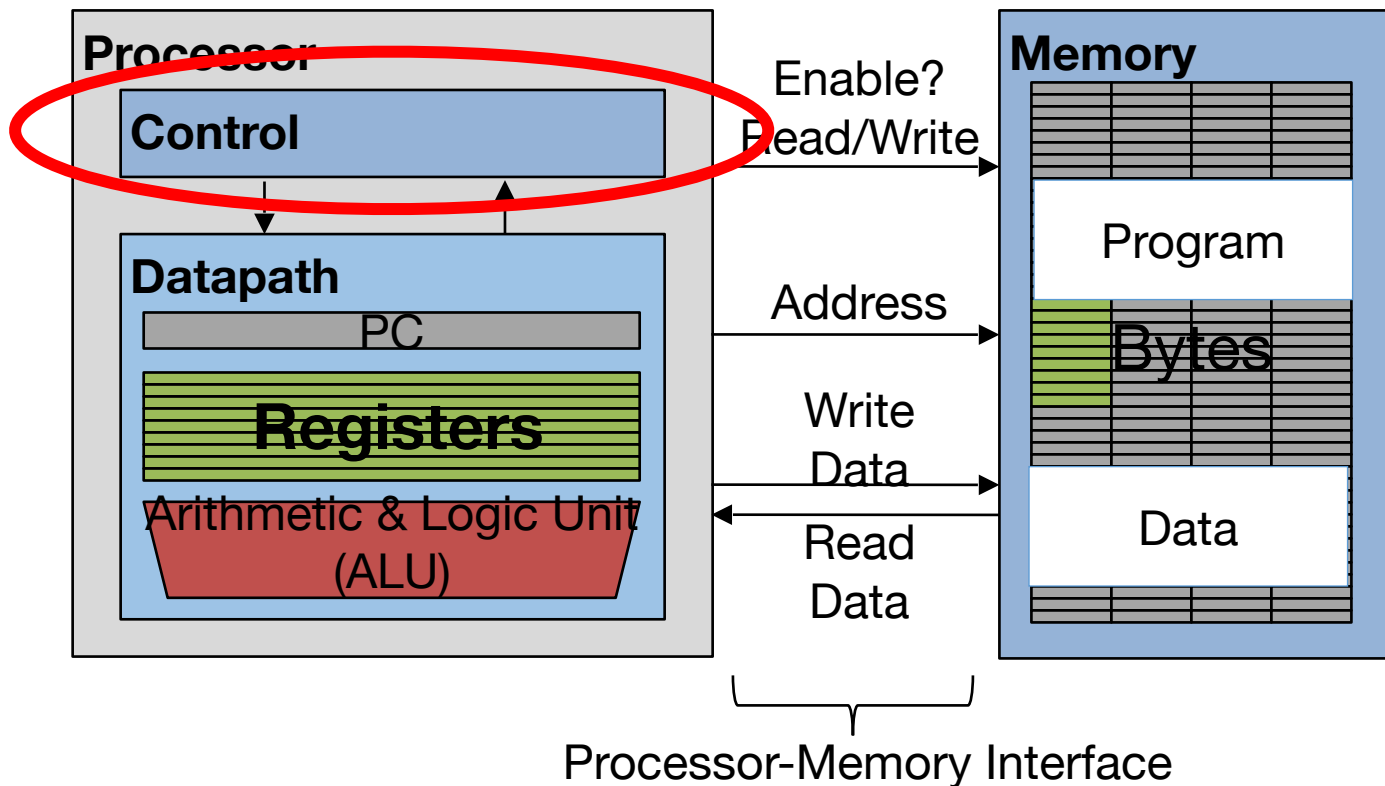 Processor
Control
Datapath
PC
Registers
Arithmetic & Logic Unit
(ALU)
Enable?
Read/Write
Address
Write
Data
Read
Data
Memory
Program
Bytes
Data
Processor-Memory Interface